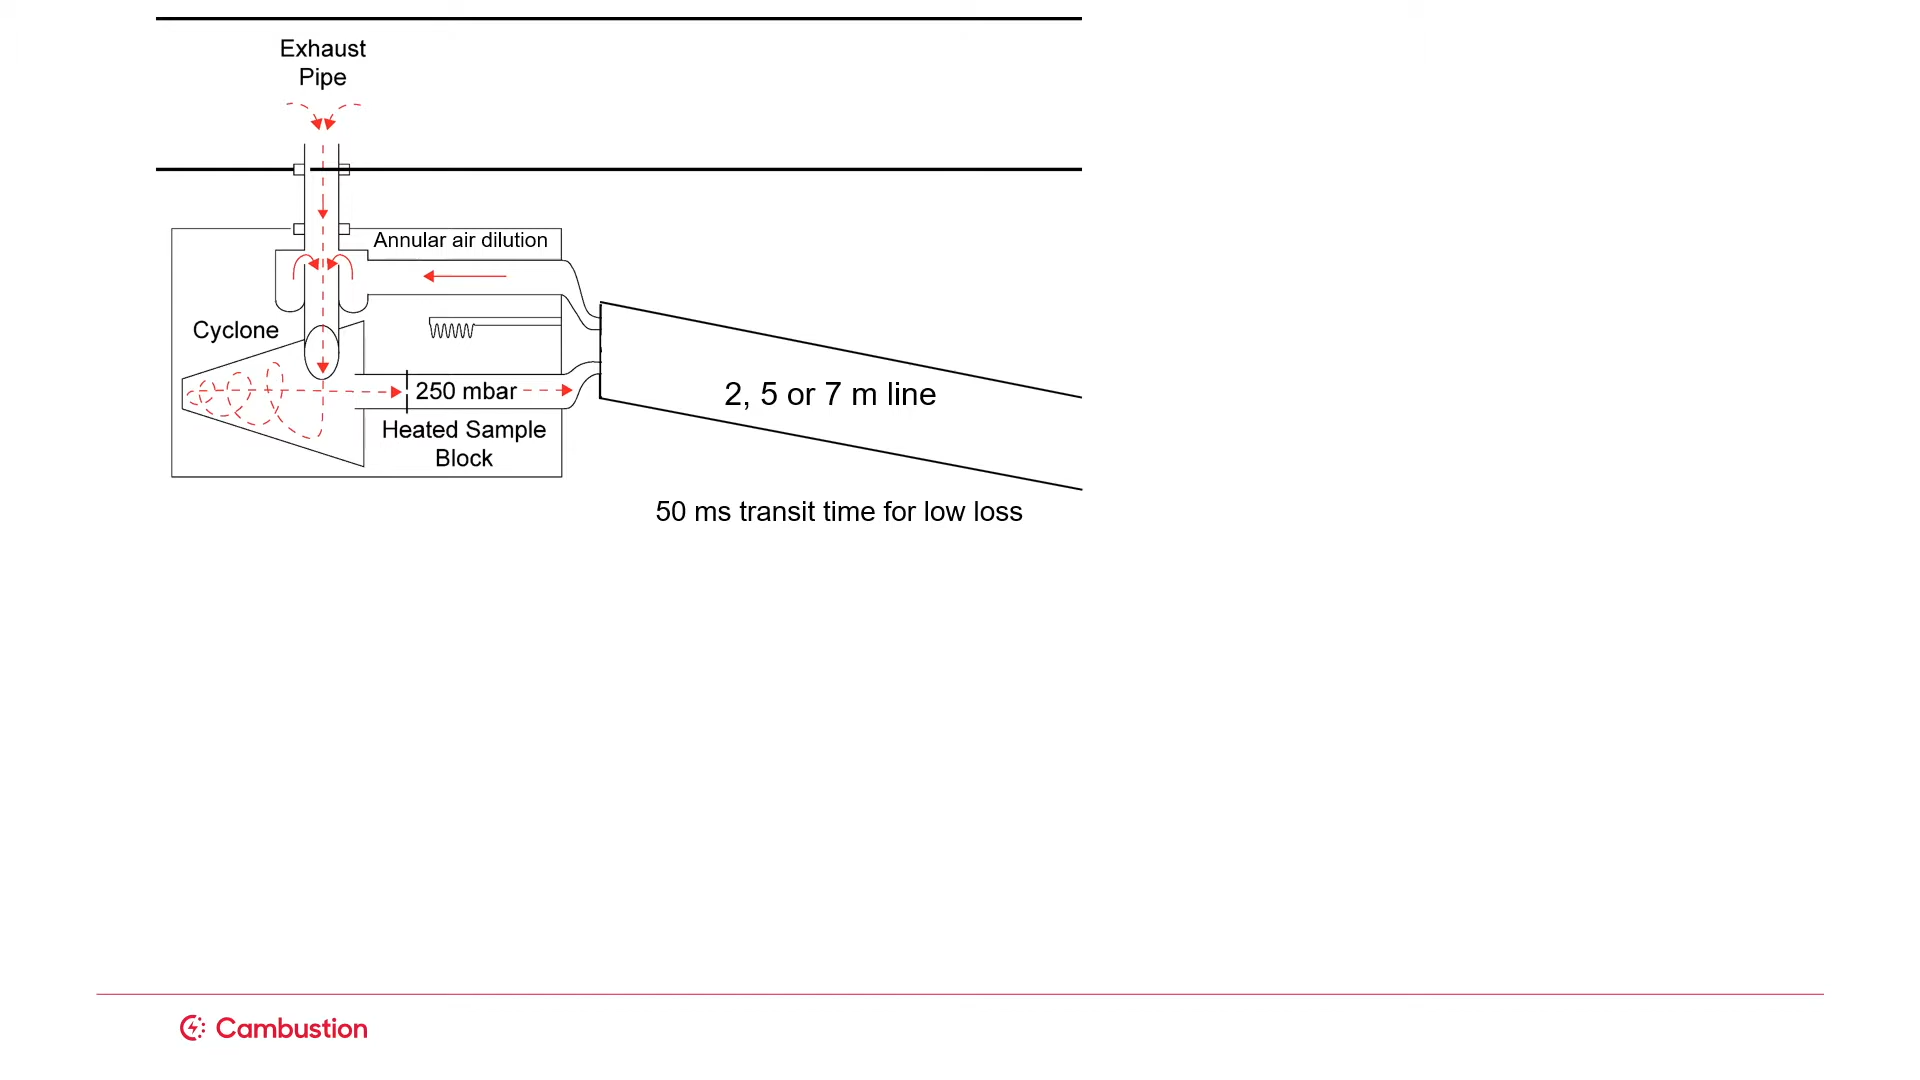 Exhaust
Pipe
Annular air dilution
Cyclone
250 mbar
Heated Sample
Block
2, 5 or 7 m line
50 ms transit time for low loss
Cambustion